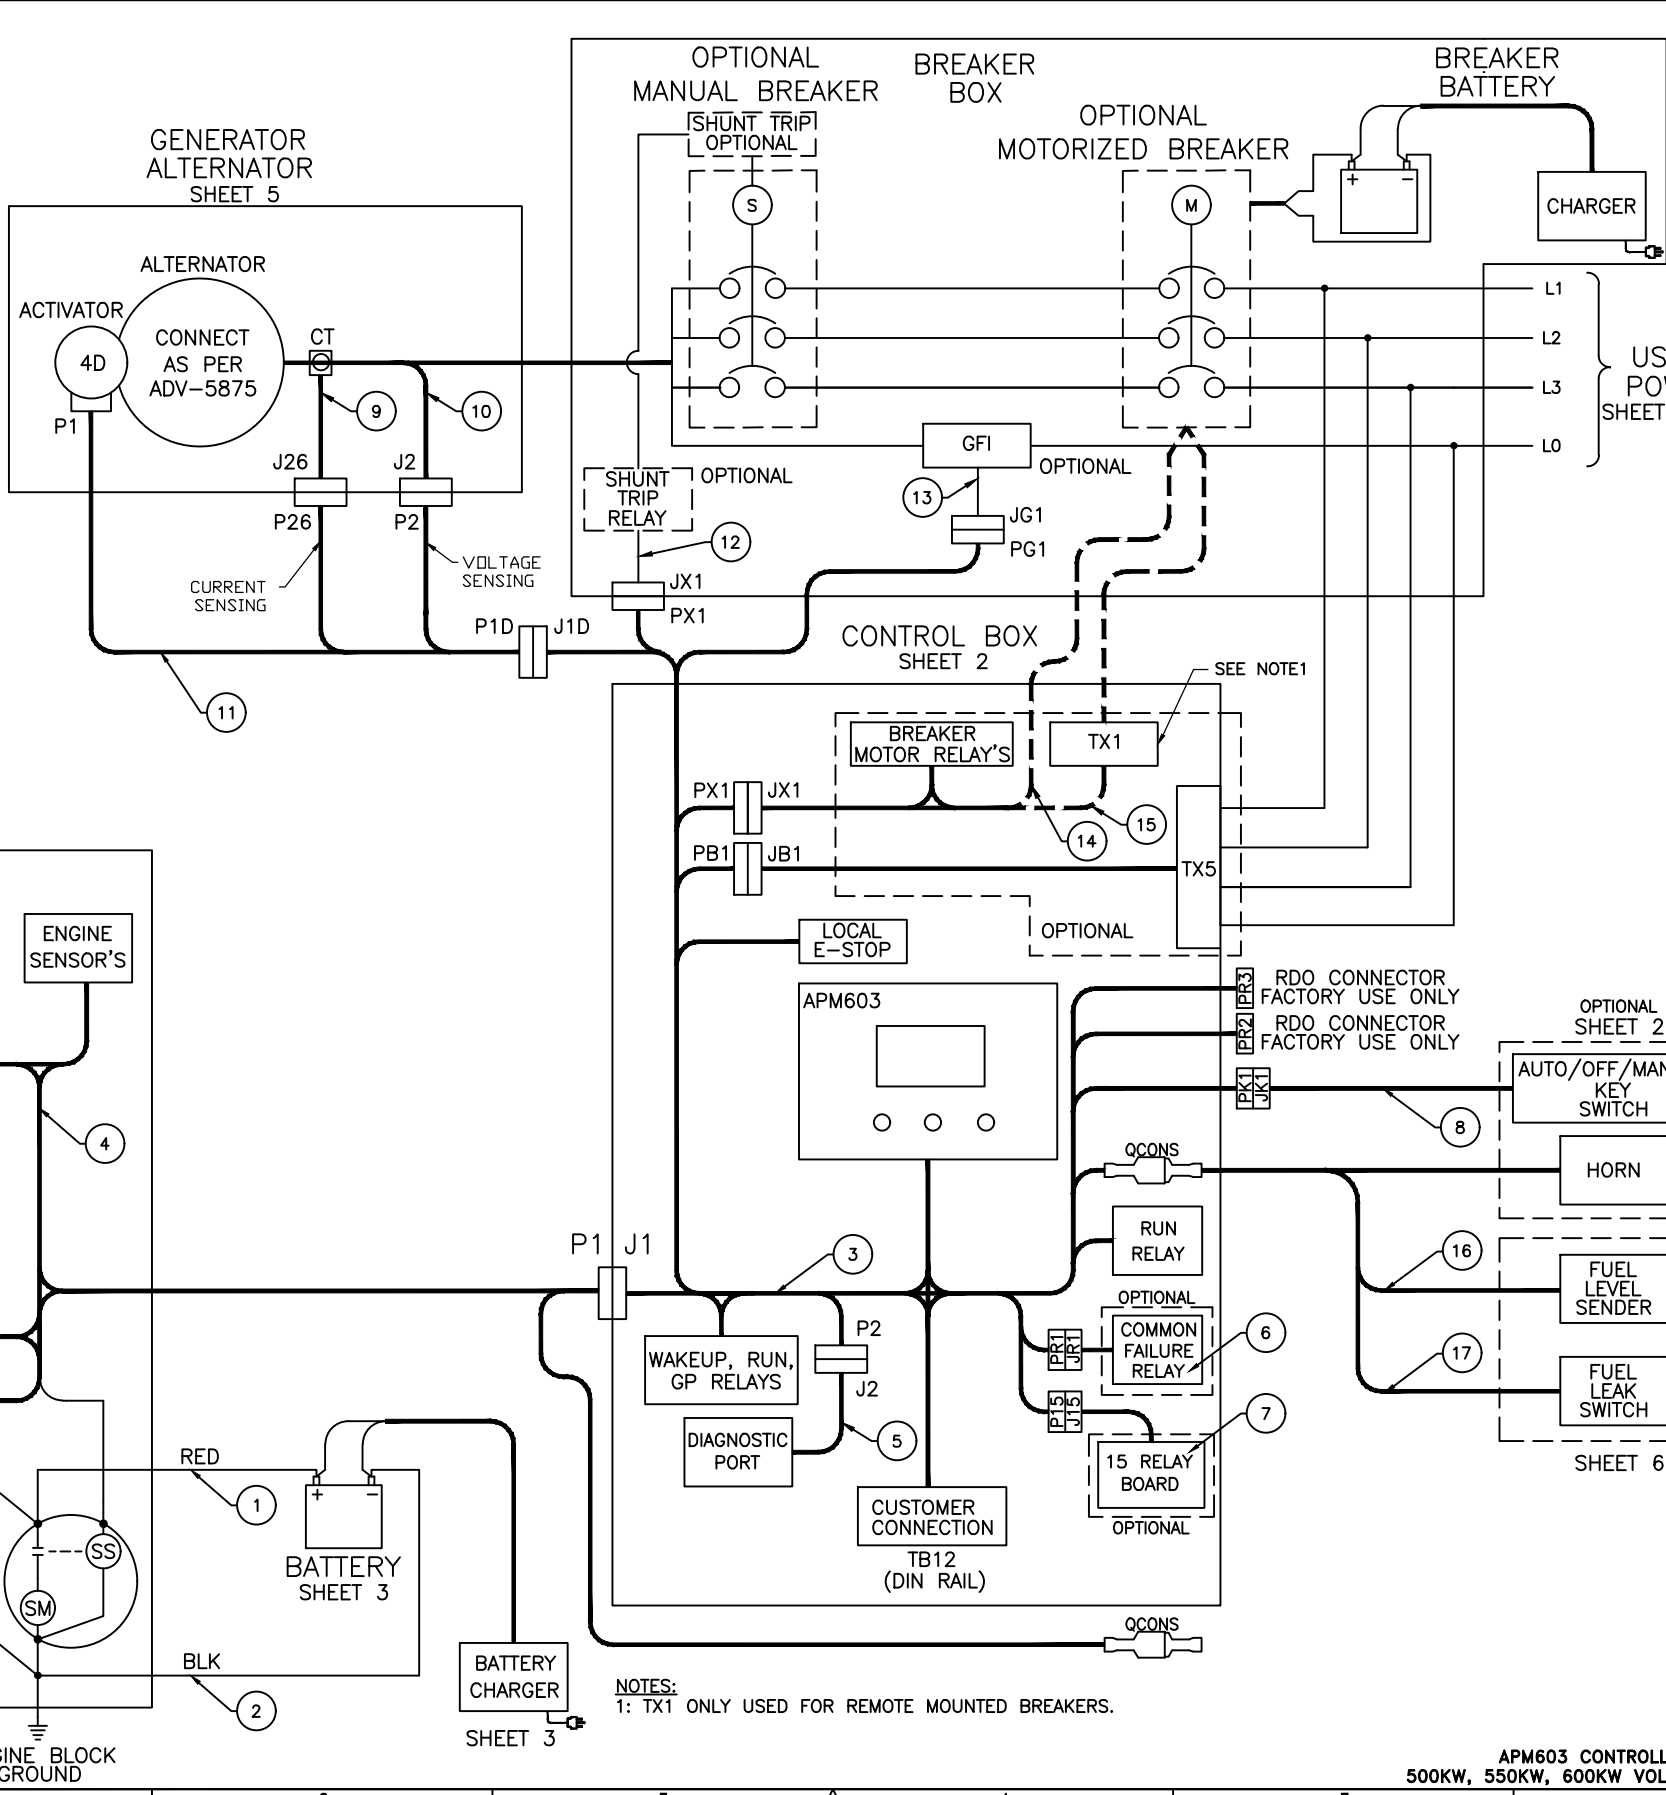 OPTIONAL
MANUAL BREAKER
BREAKER
BOX
BREAKER
BATTERY
SHUNT TRIP
OPTIONAL
OPTIONAL
MOTORIZED BREAKER
GENERATOR
ALTERNATOR
SHEET 5
S
M
+
-
CHARGER
ALTERNATOR
ACTIVATOR
4D
CONNECT
AS PER
ADV-5875
CT
P1
9
10
J26
J2
P26
P2
CURRENT
SENSING
VOLTAGE
SENSING
L1
L2
L3
L0
US
PO
SHEET
GFI
OPTIONAL
SHUNT
TRIP
RELAY
OPTIONAL
13
12
JG1
PG1
JX1
PX1
P1D
J1D
11
CONTROL BOX
SHEET 2
SEE NOTE1
BREAKER
MOTOR RELAY'S
TX1
PX1
JX1
14
15
PB1
JB1
TX5
LOCAL
E-STOP
OPTIONAL
ENGINE
SENSOR'S
4
APM603
PR3
RDO CONNECTOR
FACTORY USE ONLY
PR2
RDO CONNECTOR
FACTORY USE ONLY
PK1
JK1
8
OPTIONAL
SHEET 2
AUTO/OFF/MAN
KEY
SWITCH
QCONS
HORN
RUN
RELAY
P1
J1
3
16
FUEL
LEVEL
SENDER
17
FUEL
LEAK
SWITCH
SHEET 6
WAKEUP, RUN,
GP RELAYS
P2
J2
5
DIAGNOSTIC
PORT
OPTIONAL
PR1
JR1
COMMON
FAILURE
RELAY
6
P15
J15
7
15 RELAY
BOARD
OPTIONAL
CUSTOMER
CONNECTION
TB12
(DIN RAIL)
RED
1
+
-
BATTERY
SHEET 3
SS
SM
BLK
2
BATTERY
CHARGER
SHEET 3
QCONS
NOTES:
1: TX1 ONLY USED FOR REMOTE MOUNTED BREAKERS.
GINE BLOCK
GROUND
APM603 CONTROLL
500KW, 550KW, 600KW VOL